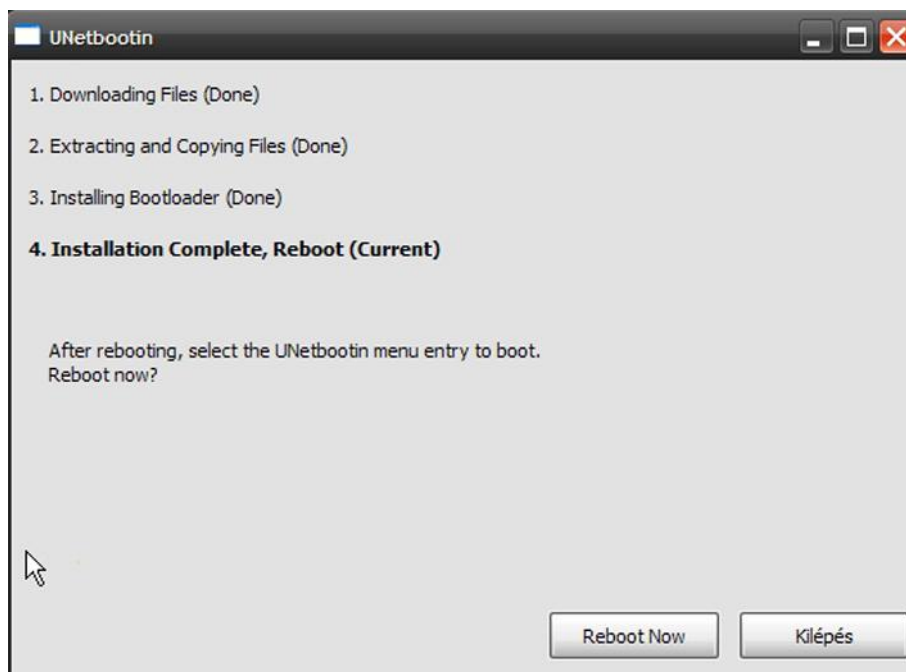 UNetbootin
1. Downloading Files (Done)
2. Extracting and Copying Files (Done)
3. Installing Bootloader (Done)
4. Installation Complete, Reboot (Current)
After rebooting, select the UNetbootin menu entry to boot.
Reboot now?
Reboot Now
Kilépés